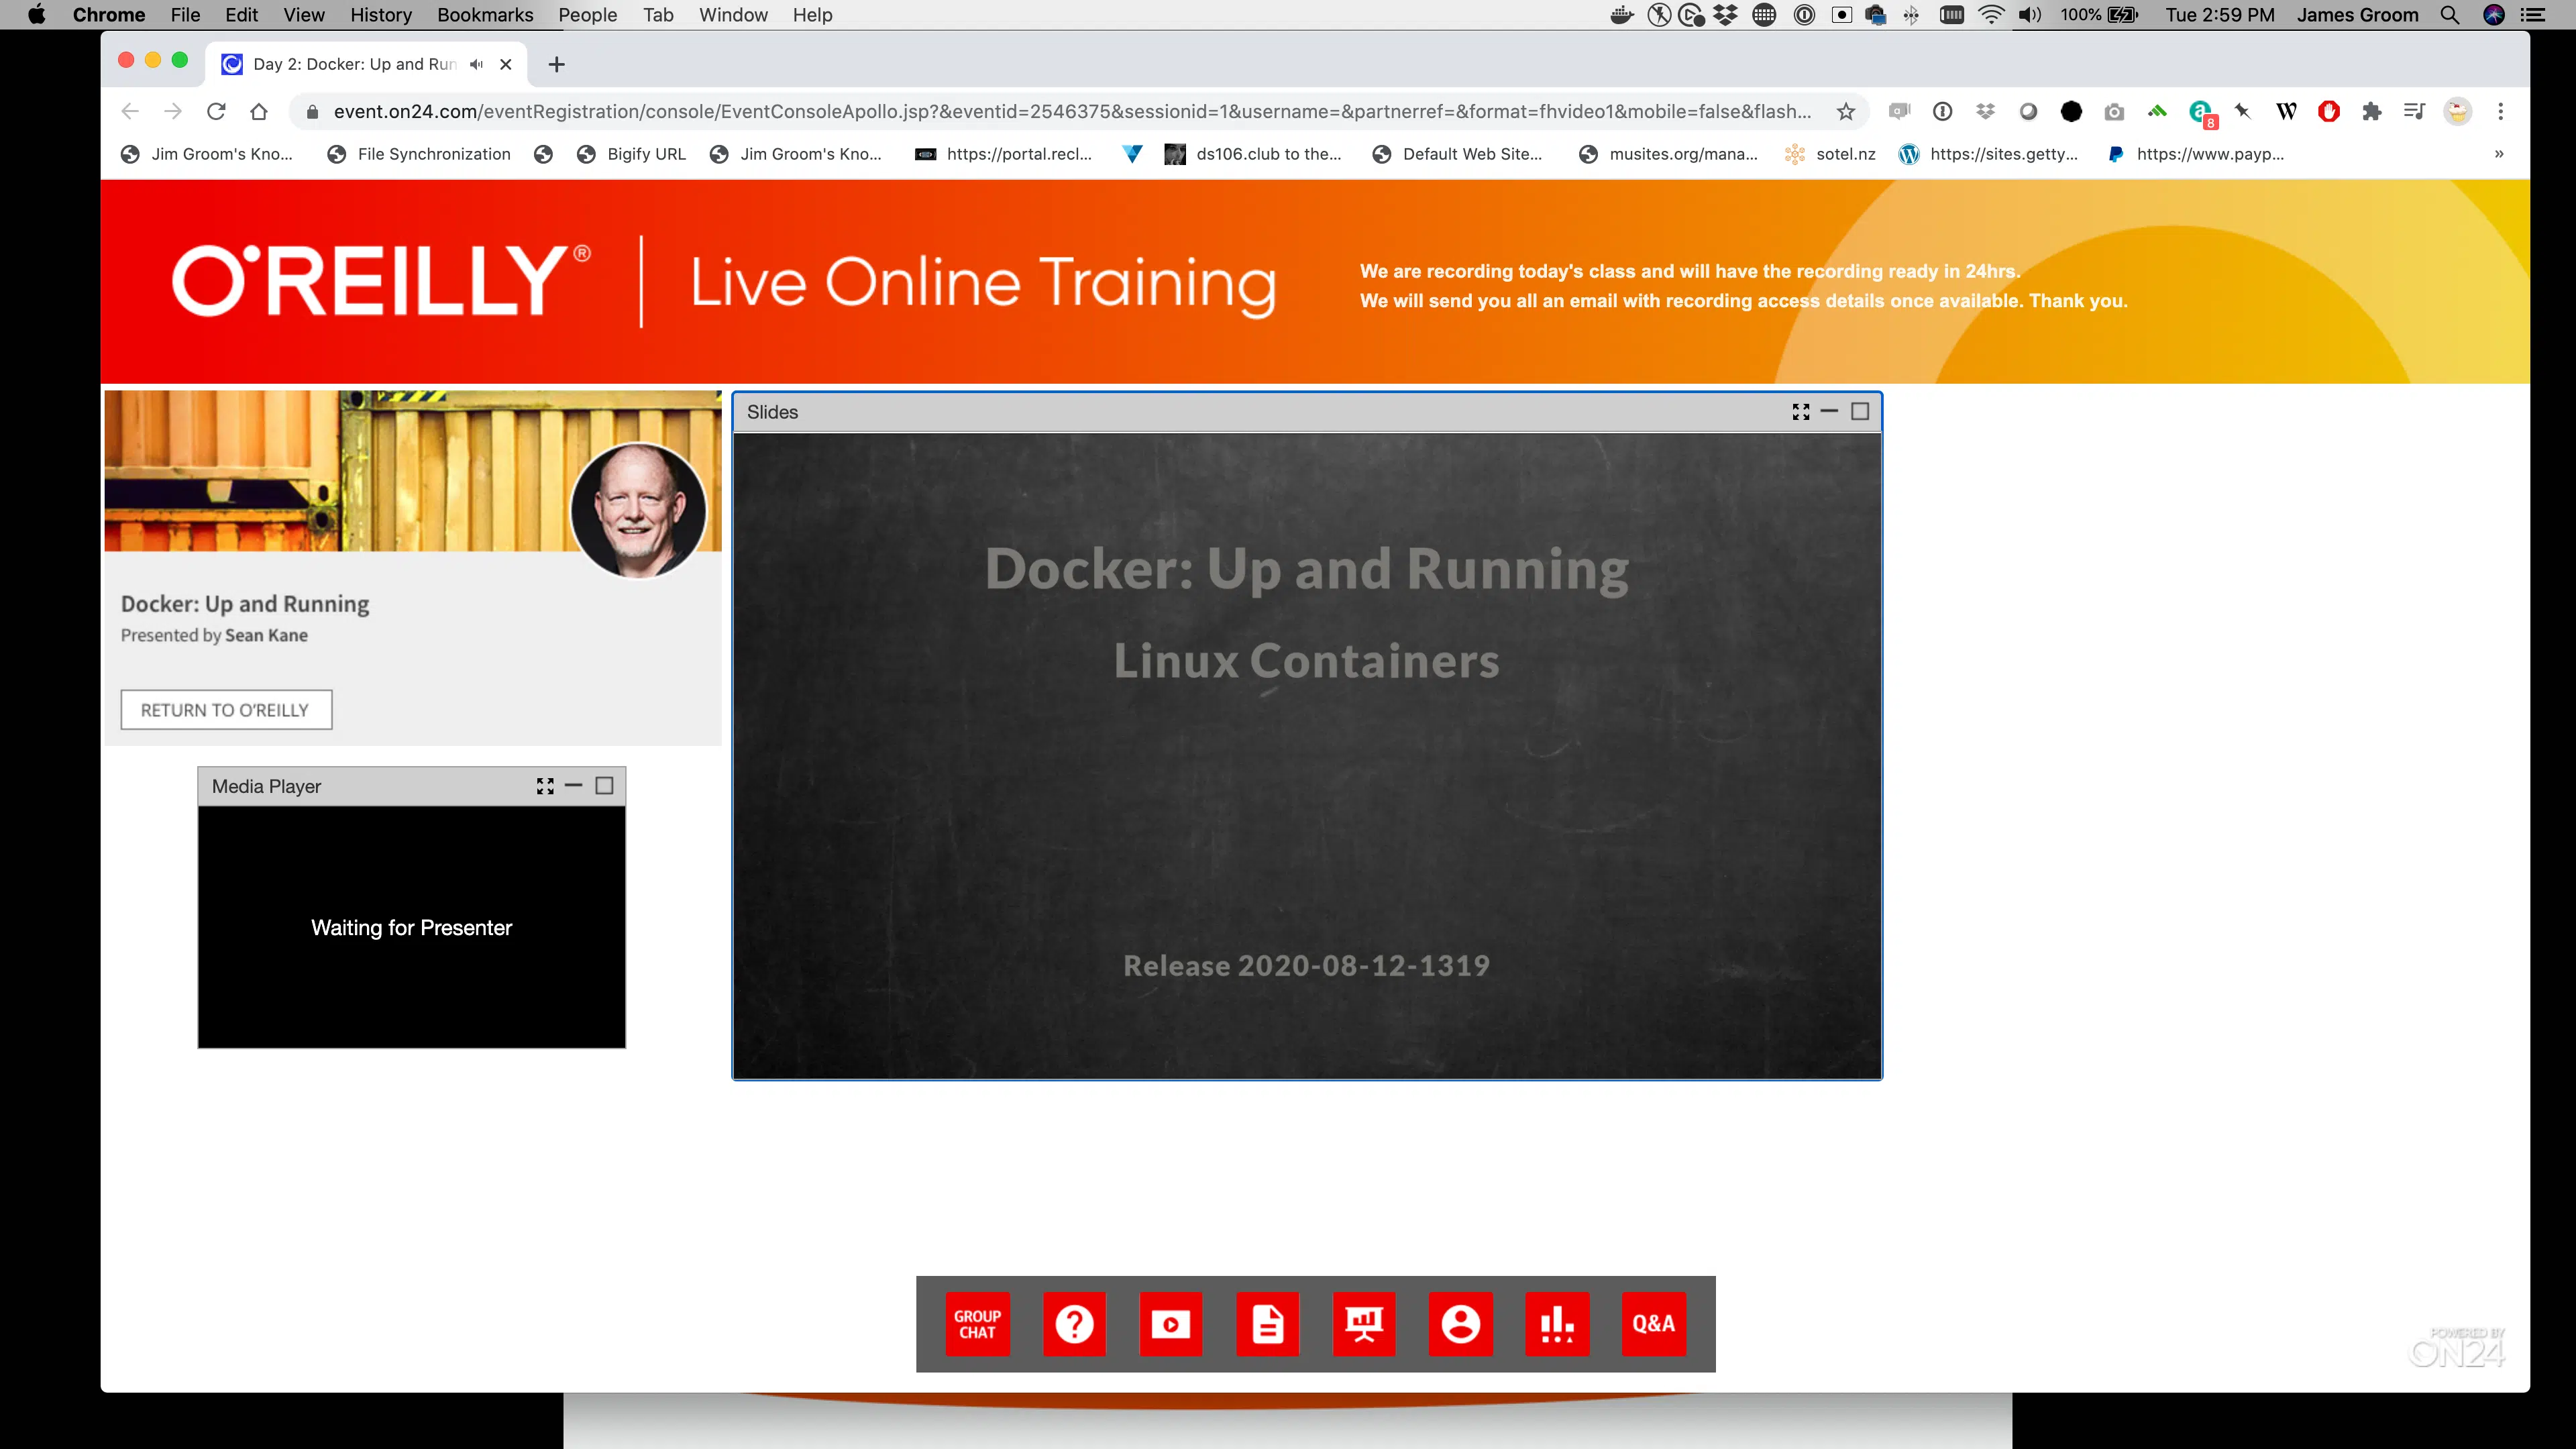 Chrome File Edit View History Bookmarks People Tab Window Help 100% Tue 2:59 PM James Groom
Day 2: Docker: Up and Run
event.on24.com/eventRegistration/console/EventConsoleApollo.jsp?&eventid=2546375&sessionid=1&username=&partnerref=&format=fhvideo1&mobile=false&flash... a 8 W
Jim Groom's Kno... File Synchronization Bigify URL Jim Groom's Kno... https://portal.recl... ds106.club to the... Default Web Site... musites.org/mana... sotel.nz https://sites.getty... https://www.payp... »
O'REILLY® Live Online Training
We are recording today's class and will have the recording ready in 24hrs.
We will send you all an email with recording access details once available. Thank you.
Slides
Docker: Up and Running
Linux Containers
Release 2020-08-12-1319
Docker: Up and Running
Presented by Sean Kane
RETURN TO O'REILLY
Media Player
Waiting for Presenter
GROUP CHAT ? Q&A
POWERED BY
ON24